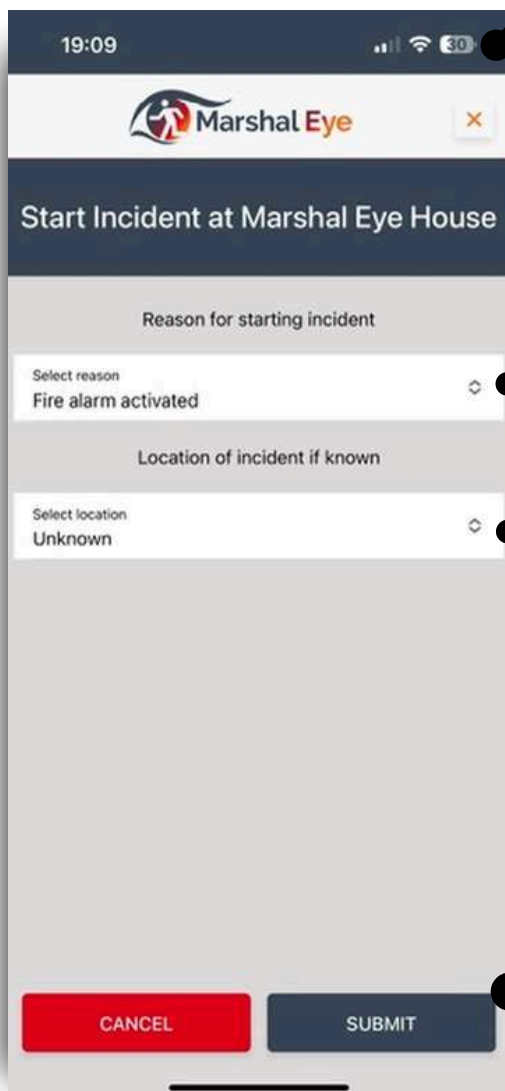 19:09
30
Marshal Eye
×
Start Incident at Marshal Eye House
Reason for starting incident
Select reason
Fire alarm activated
Location of incident if known
Select location
Unknown
CANCEL SUBMIT